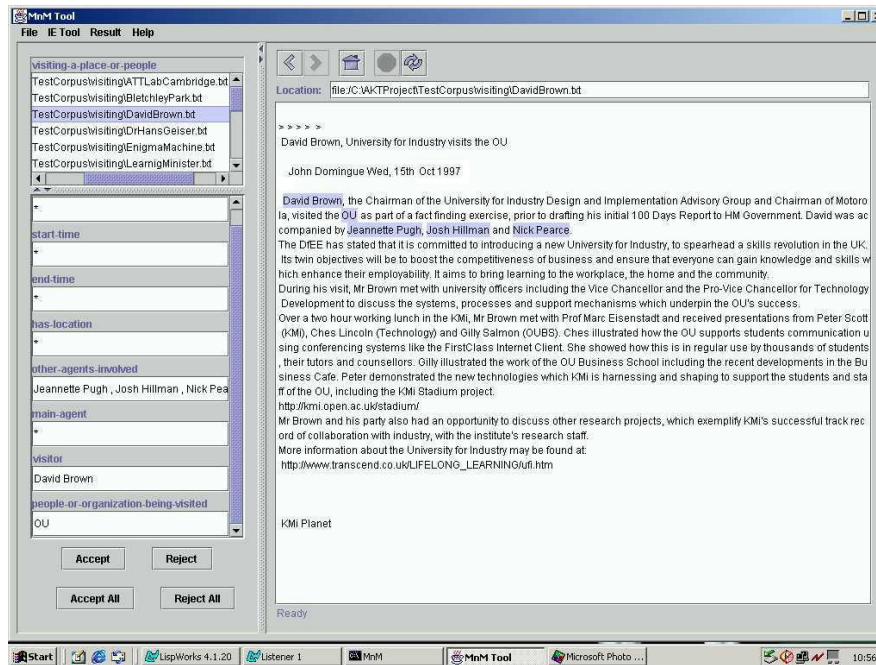 MnM Tool
File IE Tool Result Help
visiting-a-place-or-people
TestCorpus\visiting\ATTLabCambridge.txt
TestCorpus\visiting\BletchleyPark.txt
TestCorpus\visiting\DavidBrown.txt
TestCorpus\visiting\DrHansGeiser.txt
TestCorpus\visiting\EnigmaMachine.txt
TestCorpus\visiting\LearnigMinister.txt
*
start-time
*
end-time
*
has-location
*
other-agents-involved
Jeannette Pugh , Josh Hillman , Nick Pea
main-agent
*
visitor
David Brown
people-or-organization-being-visited
OU
Accept Reject
Accept All Reject All
Location: file:/C:\AKTProject\TestCorpus\visiting\DavidBrown.txt
> > > > >
David Brown, University for Industry visits the OU
John Domingue Wed, 15th Oct 1997
David Brown, the Chairman of the University for Industry Design and Implementation Advisory Group and Chairman of Motoro
la, visited the OU as part of a fact finding exercise, prior to drafting his initial 100 Days Report to HM Government. David was ac
companied by Jeannette Pugh, Josh Hillman and Nick Pearce.
The DfEE has stated that it is committed to introducing a new University for Industry, to spearhead a skills revolution in the UK.
Its twin objectives will be to boost the competitiveness of business and ensure that everyone can gain knowledge and skills w
hich enhance their employability. It aims to bring learning to the workplace, the home and the community.
During his visit, Mr Brown met with university officers including the Vice Chancellor and the Pro-Vice Chancellor for Technology
Development to discuss the systems, processes and support mechanisms which underpin the OU's success.
Over a two hour working lunch in the KMi, Mr Brown met with Prof Marc Eisenstadt and received presentations from Peter Scott
(KMi), Ches Lincoln (Technology) and Gilly Salmon (OUBS). Ches illustrated how the OU supports students communication u
sing conferencing systems like the FirstClass Internet Client. She showed how this is in regular use by thousands of students
, their tutors and counsellors. Gilly illustrated the work of the OU Business School including the recent developments in the Bu
siness Cafe. Peter demonstrated the new technologies which KMi is harnessing and shaping to support the students and sta
ff of the OU, including the KMi Stadium project.
http://kmi.open.ac.uk/stadium/
Mr Brown and his party also had an opportunity to discuss other research projects, which exemplify KMi's successful track rec
ord of collaboration with industry, with the institute's research staff.
More information about the University for Industry may be found at:
http://www.transcend.co.uk/LIFELONG_LEARNING/ufi.htm
KMi Planet
Ready
Start LispWorks 4.1.20 Listener 1 MnM MnM Tool Microsoft Photo ... 10:56